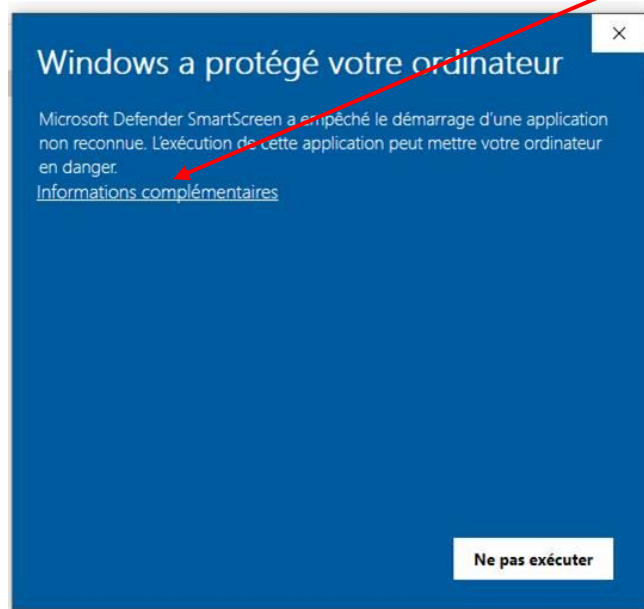 Windows a protégé votre ordinateur
Microsoft Defender SmartScreen a empêché le démarrage d'une application
non reconnue. L'exécution de cette application peut mettre votre ordinateur
en danger.
Informations complémentaires
Ne pas exécuter